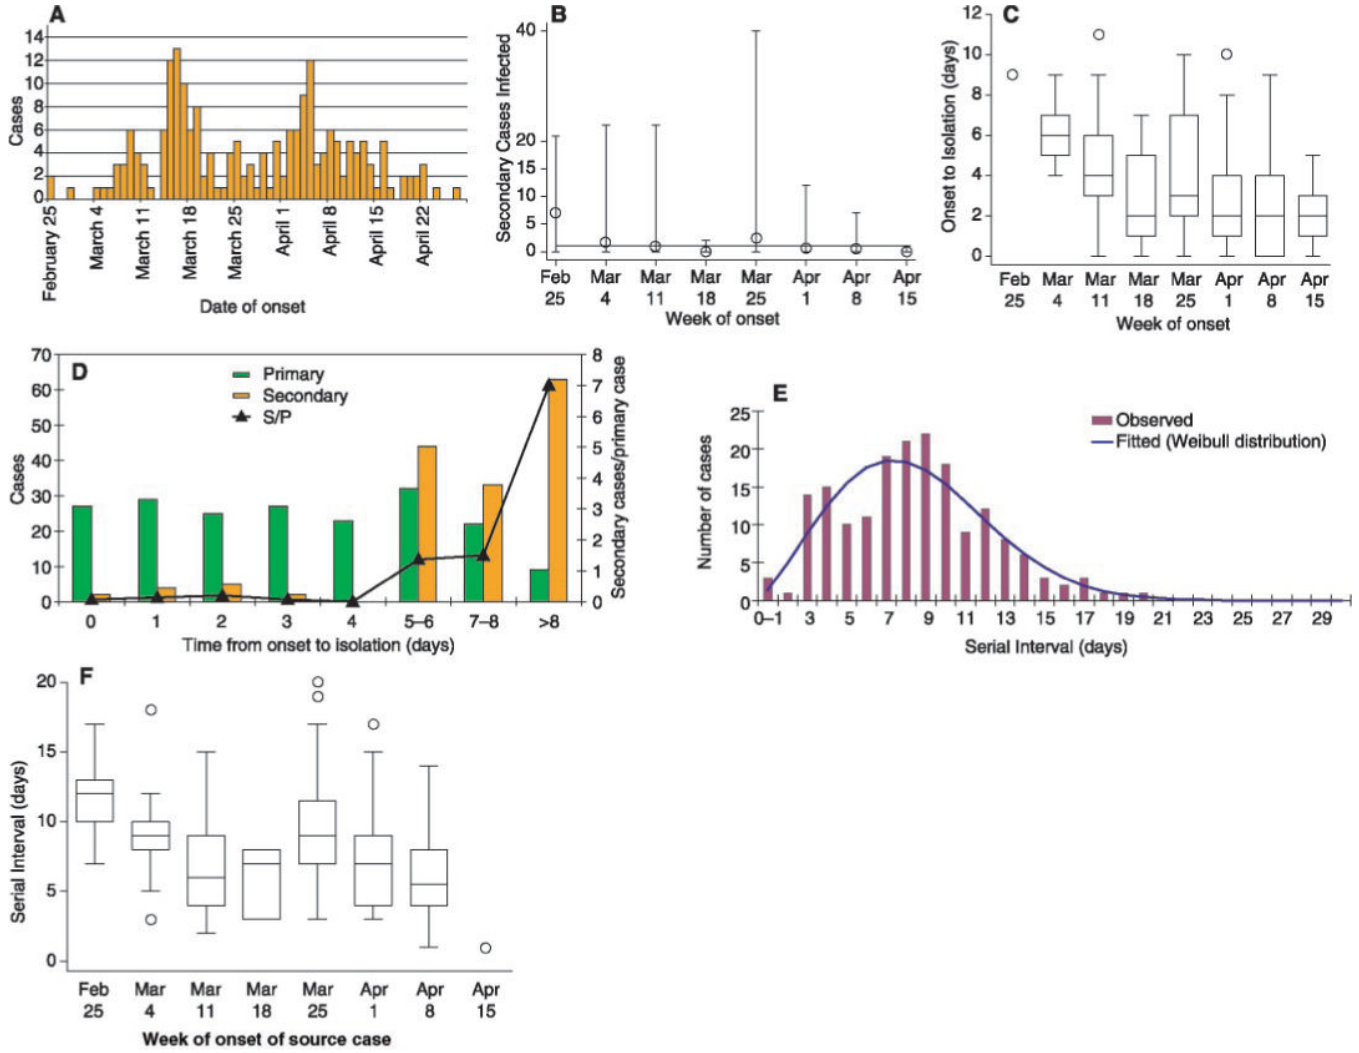 A
14
12
10
8
6
4
2
0
Cases
February 25
March 4
March 11
March 18
March 25
April 1
April 8
April 15
April 22
Date of onset
B
40
20
15
10
5
0
Secondary Cases Infected
Feb Mar Mar Mar Mar Apr Apr Apr
25 4 11 18 25 1 8 15
Week of onset
C
12
10
8
6
4
2
0
Onset to Isolation (days)
Feb Mar Mar Mar Mar Apr Apr Apr
25 4 11 18 25 1 8 15
Week of onset
D
Primary
Secondary
S/P
70
60
50
40
30
20
10
0
Cases
8
7
6
5
4
3
2
1
0
Secondary cases/primary case
0 1 2 3 4 5–6 7–8 >8
Time from onset to isolation (days)
E
Observed
Fitted (Weibull distribution)
25
20
15
10
5
0
Number of cases
0–1 3 5 7 9 11 13 15 17 19 21 23 25 27 29
Serial Interval (days)
F
20
15
10
5
0
Serial Interval (days)
Feb Mar Mar Mar Mar Apr Apr Apr
25 4 11 18 25 1 8 15
Week of onset of source case